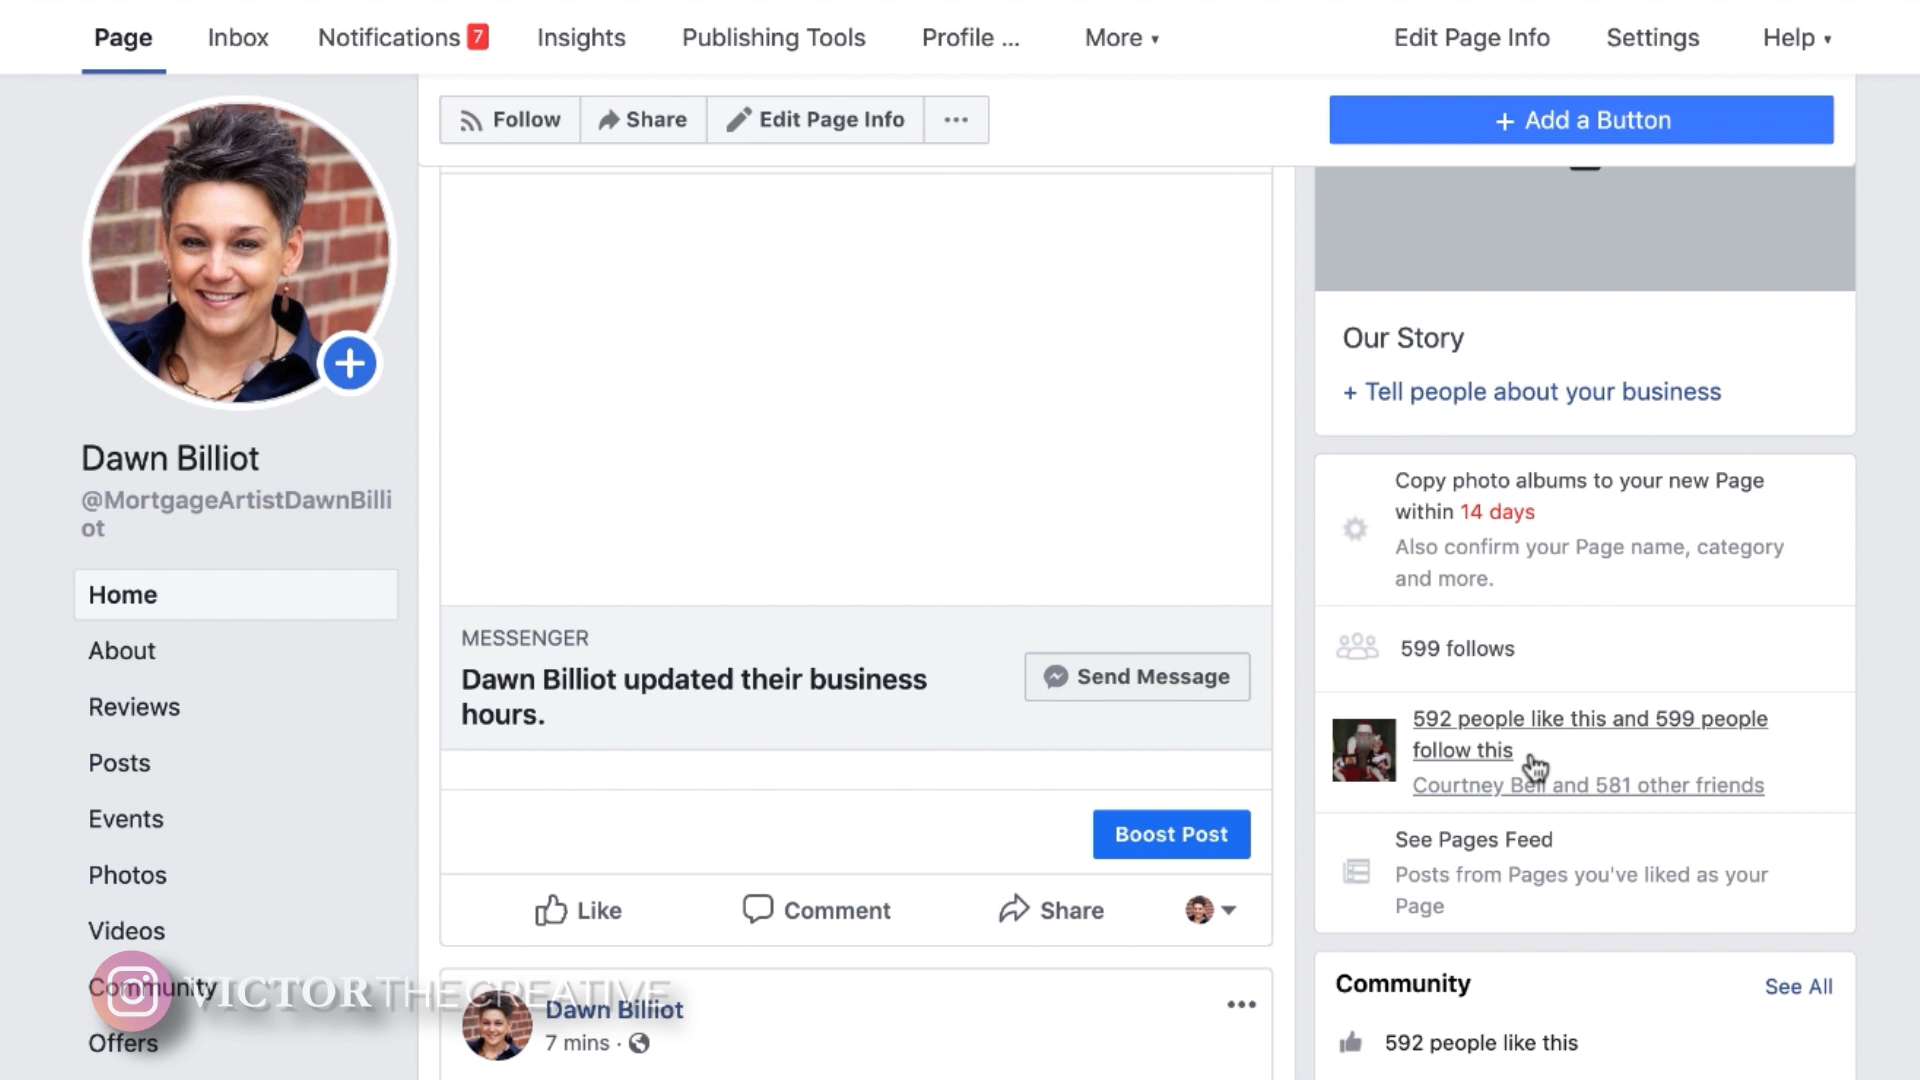 Page Inbox Notifications 7 Insights Publishing Tools Profile ... More Edit Page Info Settings Help
Follow Share Edit Page Info ...
+ Add a Button
Dawn Billiot
@MortgageArtistDawnBilli
ot
Home
About
Reviews
Posts
Events
Photos
Videos
Community
Offers
MESSENGER
Dawn Billiot updated their business
hours.
Send Message
Boost Post
Like Comment Share
Dawn Billiot
7 mins ·
Our Story
+ Tell people about your business
Copy photo albums to your new Page
within 14 days
Also confirm your Page name, category
and more.
599 follows
592 people like this and 599 people
follow this
Courtney Bell and 581 other friends
See Pages Feed
Posts from Pages you've liked as your
Page
Community See All
592 people like this
VICTORTHECREATIVE